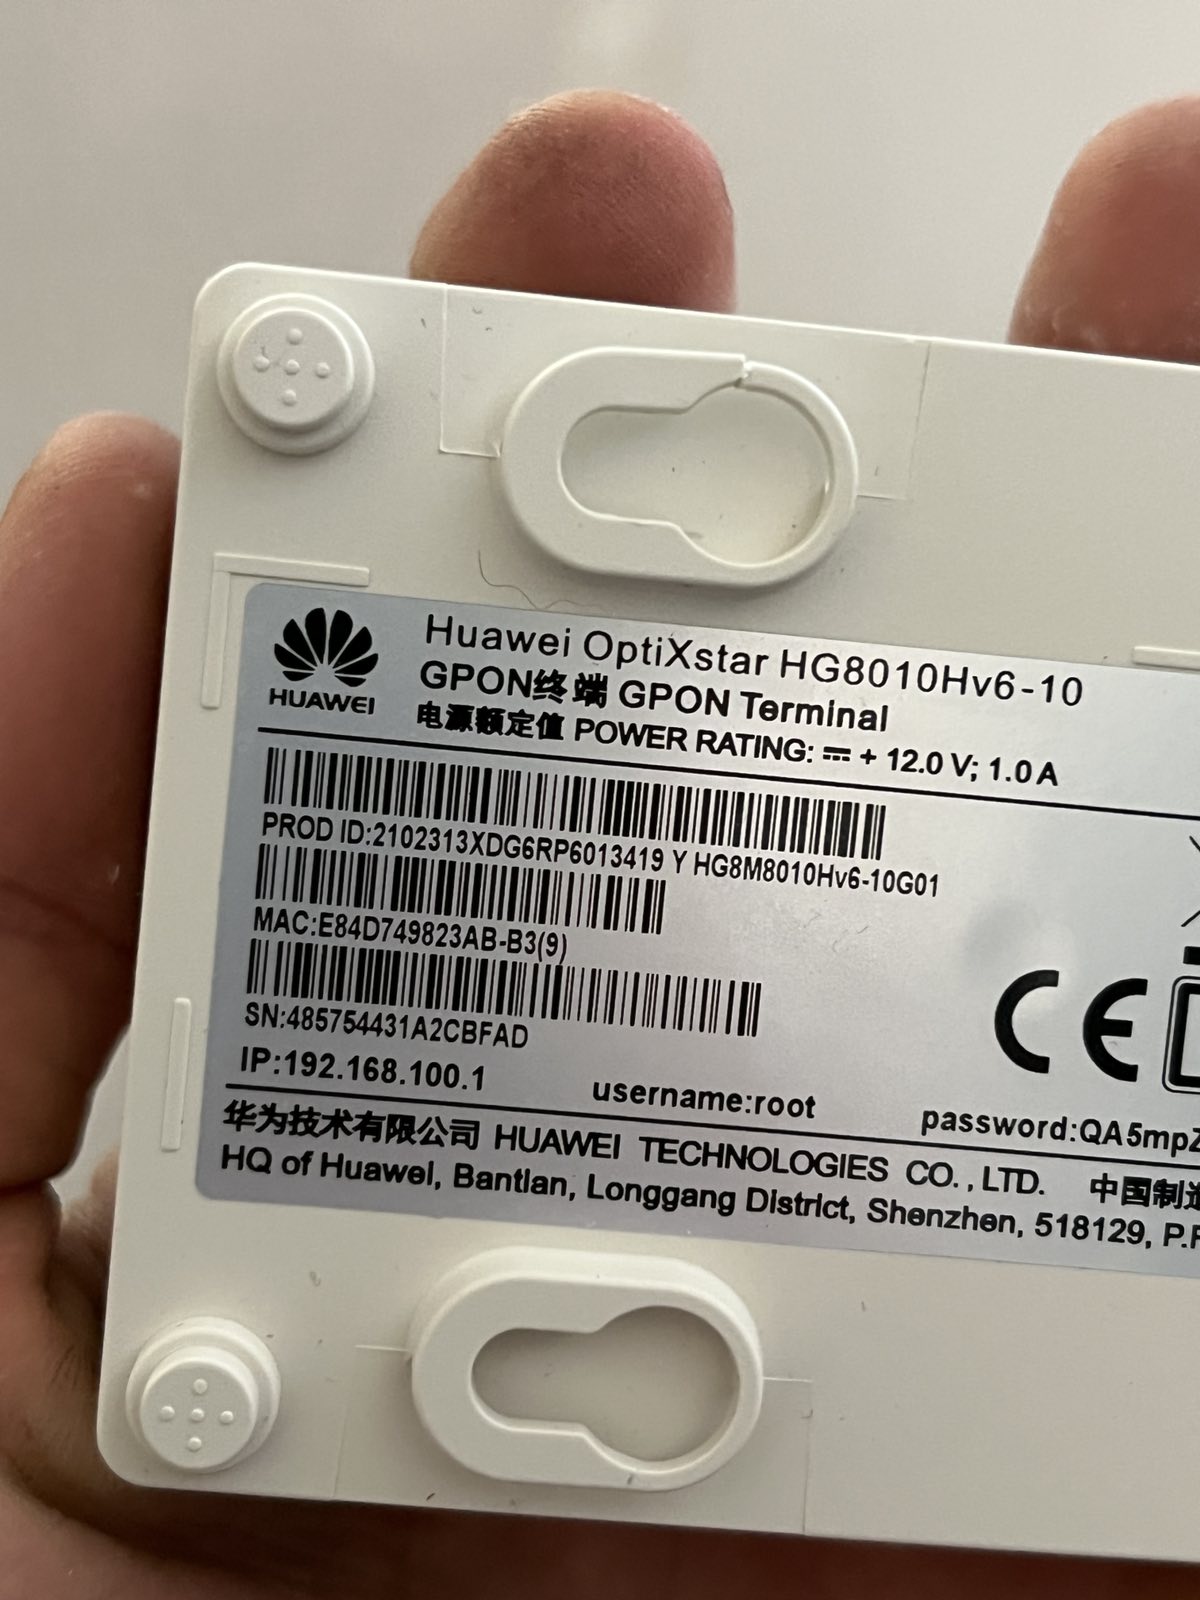 HUAWEI
Huawei OptiXstar HG8010Hv6-10
GPON终端 GPON Terminal
电源额定值 POWER RATING: ⎓ + 12.0 V; 1.0 A
PROD ID:2102313XDG6RP6013419 Y HG8M8010Hv6-10G01
MAC:E84D749823AB-B3(9)
SN:485754431A2CBFAD
IP:192.168.100.1
username:root
password:QA5mpZ
CE
华为技术有限公司 HUAWEI TECHNOLOGIES CO.,LTD. 中国制造
HQ of Huawei, Bantian, Longgang District, Shenzhen, 518129, P.R